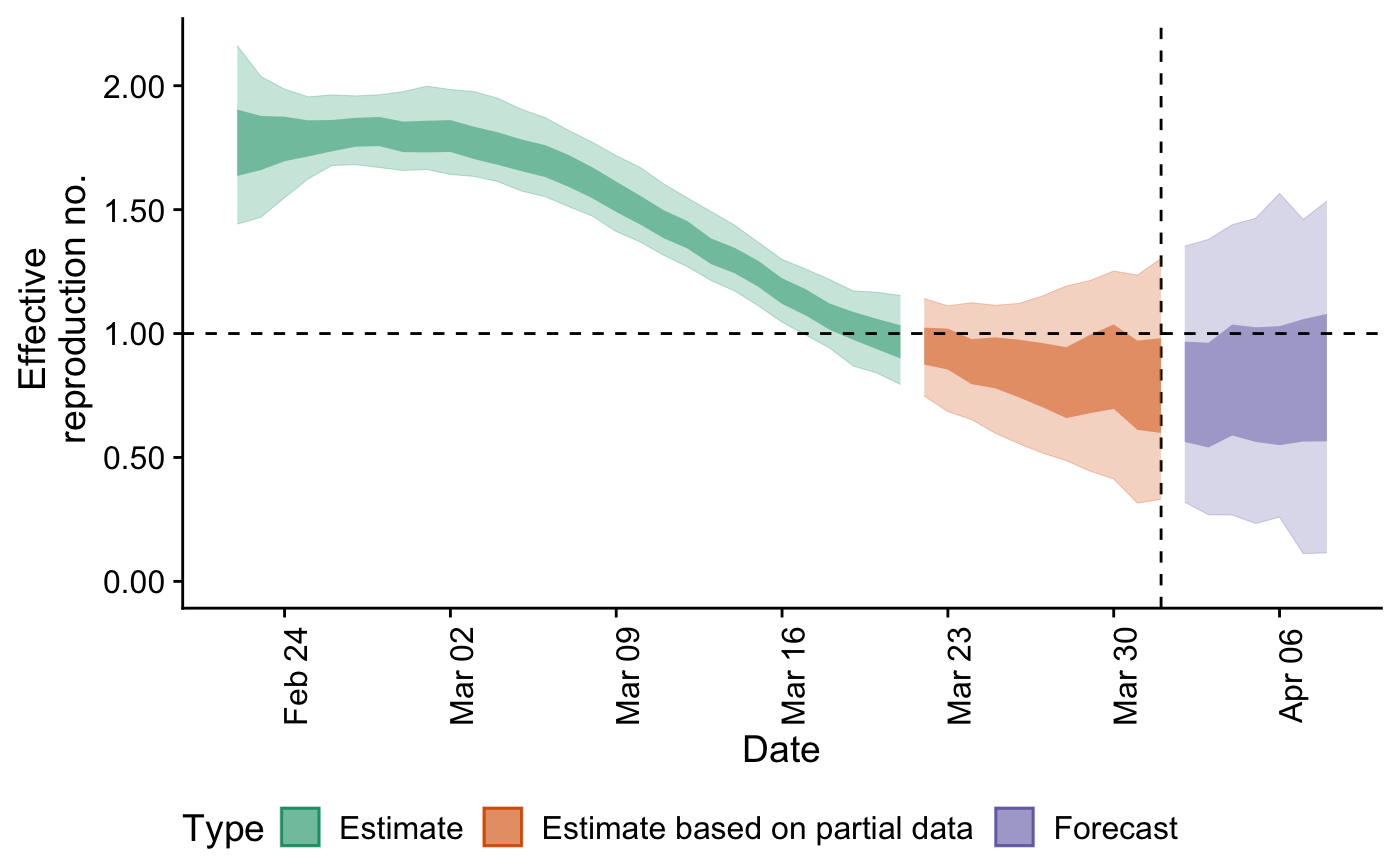 Effective
reproduction no.
2.00
1.50
1.00
0.50
0.00
Feb 24
Mar 02
Mar 09
Mar 16
Mar 23
Mar 30
Apr 06
Date
Type Estimate Estimate based on partial data Forecast